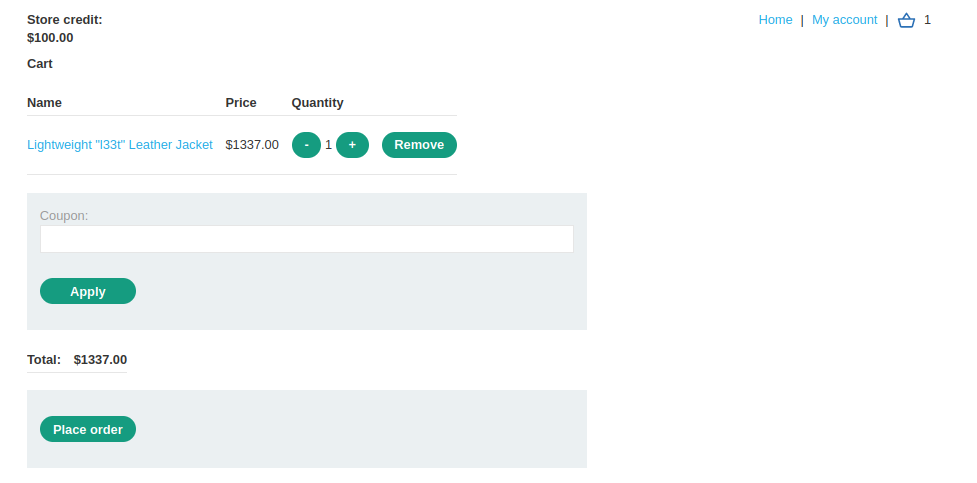 Store credit:
$100.00
Home | My account | 1
Cart
Name Price Quantity
Lightweight "l33t" Leather Jacket $1337.00 - 1 + Remove
Coupon:
Apply
Total: $1337.00
Place order